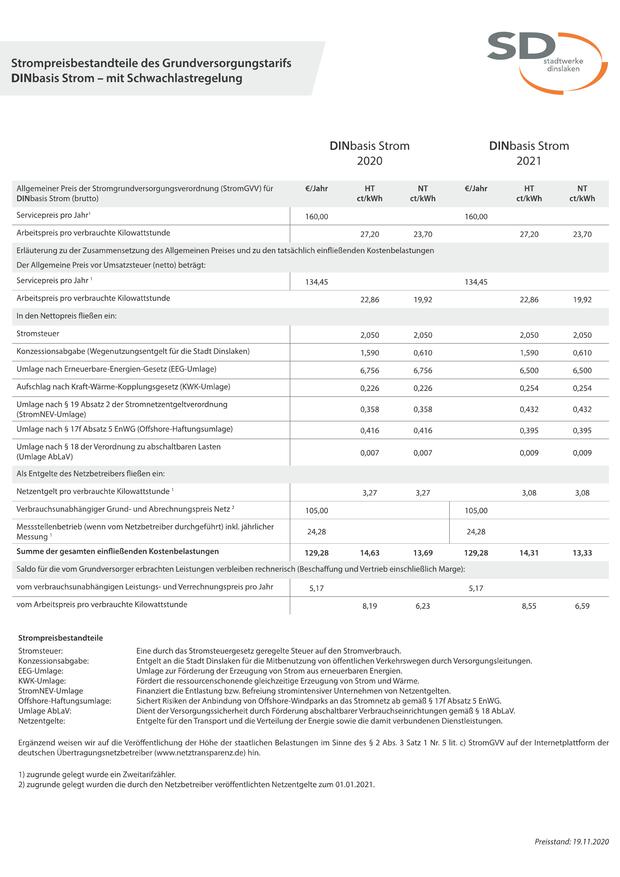 Strompreisbestandteile des Grundversorgungstarifs
DINbasis Strom – mit Schwachlastregelung
SD
stadtwerke
dinslaken
DINbasis Strom DINbasis Strom
2020 2021
Allgemeiner Preis der Stromgrundversorgungsverordnung (StromGVV) für €/Jahr HT NT €/Jahr HT NT
DINbasis Strom (brutto) ct/kWh ct/kWh ct/kWh ct/kWh
Servicepreis pro Jahr¹ 160,00 160,00
Arbeitspreis pro verbrauchte Kilowattstunde 27,20 23,70 27,20 23,70
Erläuterung zu der Zusammensetzung des Allgemeinen Preises und zu den tatsächlich einfließenden Kostenbelastungen
Der Allgemeine Preis vor Umsatzsteuer (netto) beträgt:
Servicepreis pro Jahr ¹ 134,45 134,45
Arbeitspreis pro verbrauchte Kilowattstunde 22,86 19,92 22,86 19,92
In den Nettopreis fließen ein:
Stromsteuer 2,050 2,050 2,050 2,050
Konzessionsabgabe (Wegenutzungsentgelt für die Stadt Dinslaken) 1,590 0,610 1,590 0,610
Umlage nach Erneuerbare-Energien-Gesetz (EEG-Umlage) 6,756 6,756 6,500 6,500
Aufschlag nach Kraft-Wärme-Kopplungsgesetz (KWK-Umlage) 0,226 0,226 0,254 0,254
Umlage nach § 19 Absatz 2 der Stromnetzentgeltverordnung
(StromNEV-Umlage) 0,358 0,358 0,432 0,432
Umlage nach § 17f Absatz 5 EnWG (Offshore-Haftungsumlage) 0,416 0,416 0,395 0,395
Umlage nach § 18 der Verordnung zu abschaltbaren Lasten
(Umlage AbLaV) 0,007 0,007 0,009 0,009
Als Entgelte des Netzbetreibers fließen ein:
Netzentgelt pro verbrauchte Kilowattstunde ¹ 3,27 3,27 3,08 3,08
Verbrauchsunabhängiger Grund- und Abrechnungspreis Netz ² 105,00 105,00
Messstellenbetrieb (wenn vom Netzbetreiber durchgeführt) inkl. jährlicher
Messung ¹ 24,28 24,28
Summe der gesamten einfließenden Kostenbelastungen 129,28 14,63 13,69 129,28 14,31 13,33
Saldo für die vom Grundversorger erbrachten Leistungen verbleiben rechnerisch (Beschaffung und Vertrieb einschließlich Marge):
vom verbrauchsunabhängigen Leistungs- und Verrechnungspreis pro Jahr 5,17 5,17
vom Arbeitspreis pro verbrauchte Kilowattstunde 8,19 6,23 8,55 6,59
Strompreisbestandteile
Stromsteuer: Eine durch das Stromsteuergesetz geregelte Steuer auf den Stromverbrauch.
Konzessionsabgabe: Entgelt an die Stadt Dinslaken für die Mitbenutzung von öffentlichen Verkehrswegen durch Versorgungsleitungen.
EEG-Umlage: Umlage zur Förderung der Erzeugung von Strom aus erneuerbaren Energien.
KWK-Umlage: Fördert die ressourcenschonende gleichzeitige Erzeugung von Strom und Wärme.
StromNEV-Umlage Finanziert die Entlastung bzw. Befreiung stromintensiver Unternehmen von Netzentgelten.
Offshore-Haftungsumlage: Sichert Risiken der Anbindung von Offshore-Windparks an das Stromnetz ab gemäß § 17f Absatz 5 EnWG.
Umlage AbLaV: Dient der Versorgungssicherheit durch Förderung abschaltbarer Verbrauchseinrichtungen gemäß § 18 AbLaV.
Netzentgelte: Entgelte für den Transport und die Verteilung der Energie sowie die damit verbundenen Dienstleistungen.
Ergänzend weisen wir auf die Veröffentlichung der Höhe der staatlichen Belastungen im Sinne des § 2 Abs. 3 Satz 1 Nr. 5 lit. c) StromGVV auf der Internetplattform der
deutschen Übertragungsnetzbetreiber (www.netztransparenz.de) hin.
1) zugrunde gelegt wurde ein Zweitarifzähler.
2) zugrunde gelegt wurden die durch den Netzbetreiber veröffentlichten Netzentgelte zum 01.01.2021.
Preisstand: 19.11.2020